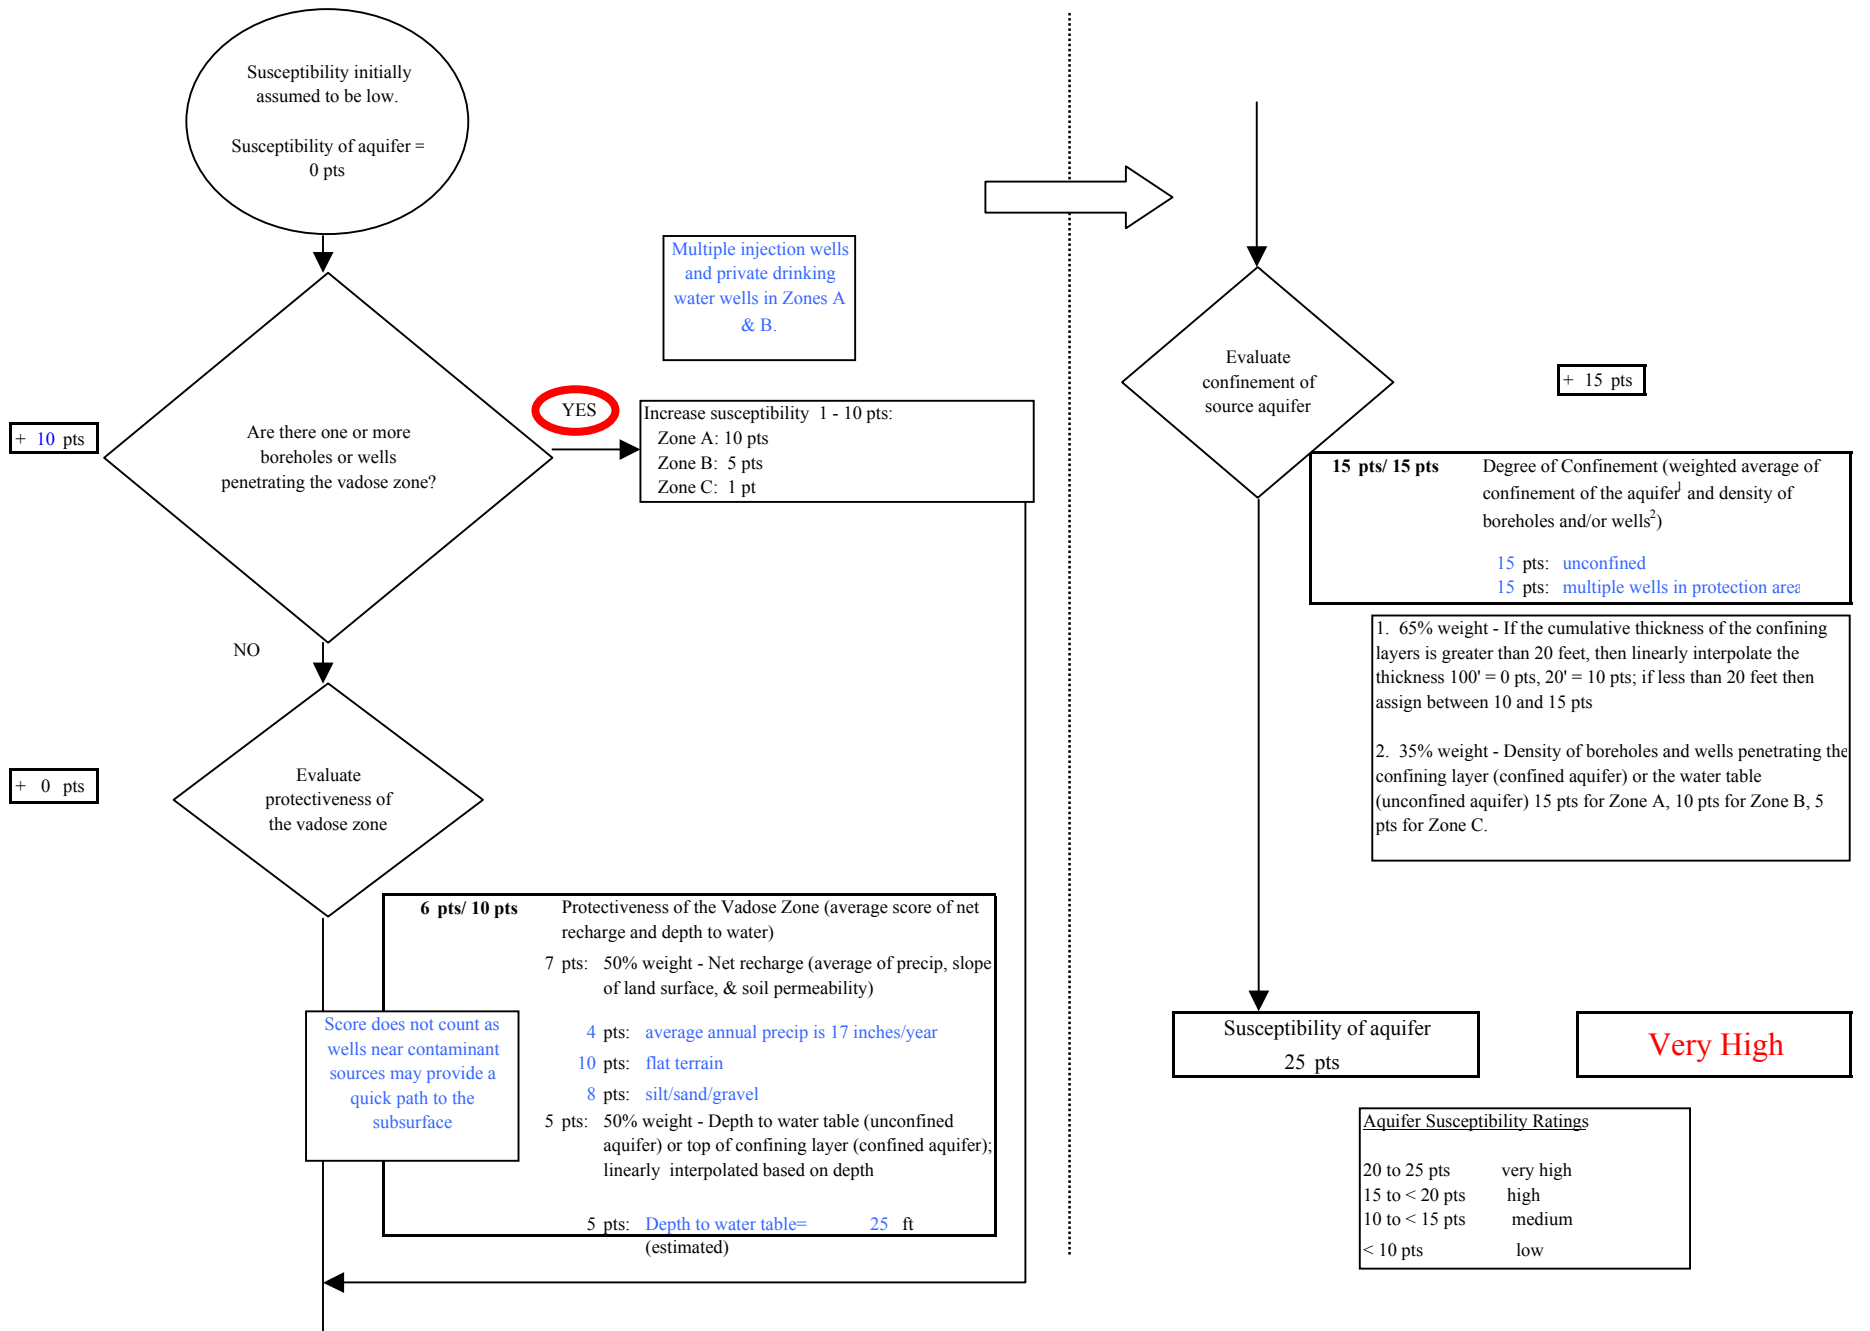 Susceptibility initially
assumed to be low.
Susceptibility of aquifer =
0 pts
Multiple injection wells
and private drinking
water wells in Zones A
& B.
YES
+ 10 pts
Are there one or more
boreholes or wells
penetrating the vadose zone?
Increase susceptibility 1 - 10 pts:
Zone A: 10 pts
Zone B: 5 pts
Zone C: 1 pt
NO
+ 0 pts
Evaluate
protectiveness of
the vadose zone
6 pts/ 10 pts Protectiveness of the Vadose Zone (average score of net
recharge and depth to water)
7 pts: 50% weight - Net recharge (average of precip, slope
of land surface, & soil permeability)
4 pts: average annual precip is 17 inches/year
10 pts: flat terrain
8 pts: silt/sand/gravel
5 pts: 50% weight - Depth to water table (unconfined
aquifer) or top of confining layer (confined aquifer);
linearly interpolated based on depth
5 pts: Depth to water table= 25 ft
(estimated)
Score does not count as
wells near contaminant
sources may provide a
quick path to the
subsurface
Evaluate
confinement of
source aquifer
+ 15 pts
15 pts/ 15 pts Degree of Confinement (weighted average of
confinement of the aquifer1 and density of
boreholes and/or wells2)
15 pts: unconfined
15 pts: multiple wells in protection area
1. 65% weight - If the cumulative thickness of the confining
layers is greater than 20 feet, then linearly interpolate the
thickness 100' = 0 pts, 20' = 10 pts; if less than 20 feet then
assign between 10 and 15 pts
2. 35% weight - Density of boreholes and wells penetrating the
confining layer (confined aquifer) or the water table
(unconfined aquifer) 15 pts for Zone A, 10 pts for Zone B, 5
pts for Zone C.
Susceptibility of aquifer
25 pts
Very High
Aquifer Susceptibility Ratings
20 to 25 pts very high
15 to < 20 pts high
10 to < 15 pts medium
< 10 pts low